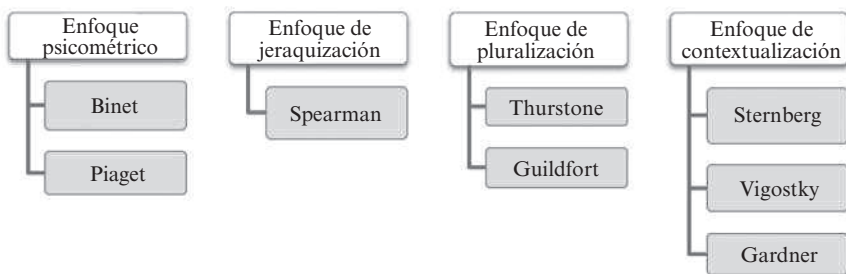 Enfoque
psicométrico
Binet
Piaget
Enfoque de
jeraquización
Spearman
Enfoque de
pluralización
Thurstone
Guildfort
Enfoque de
contextualización
Sternberg
Vigostky
Gardner